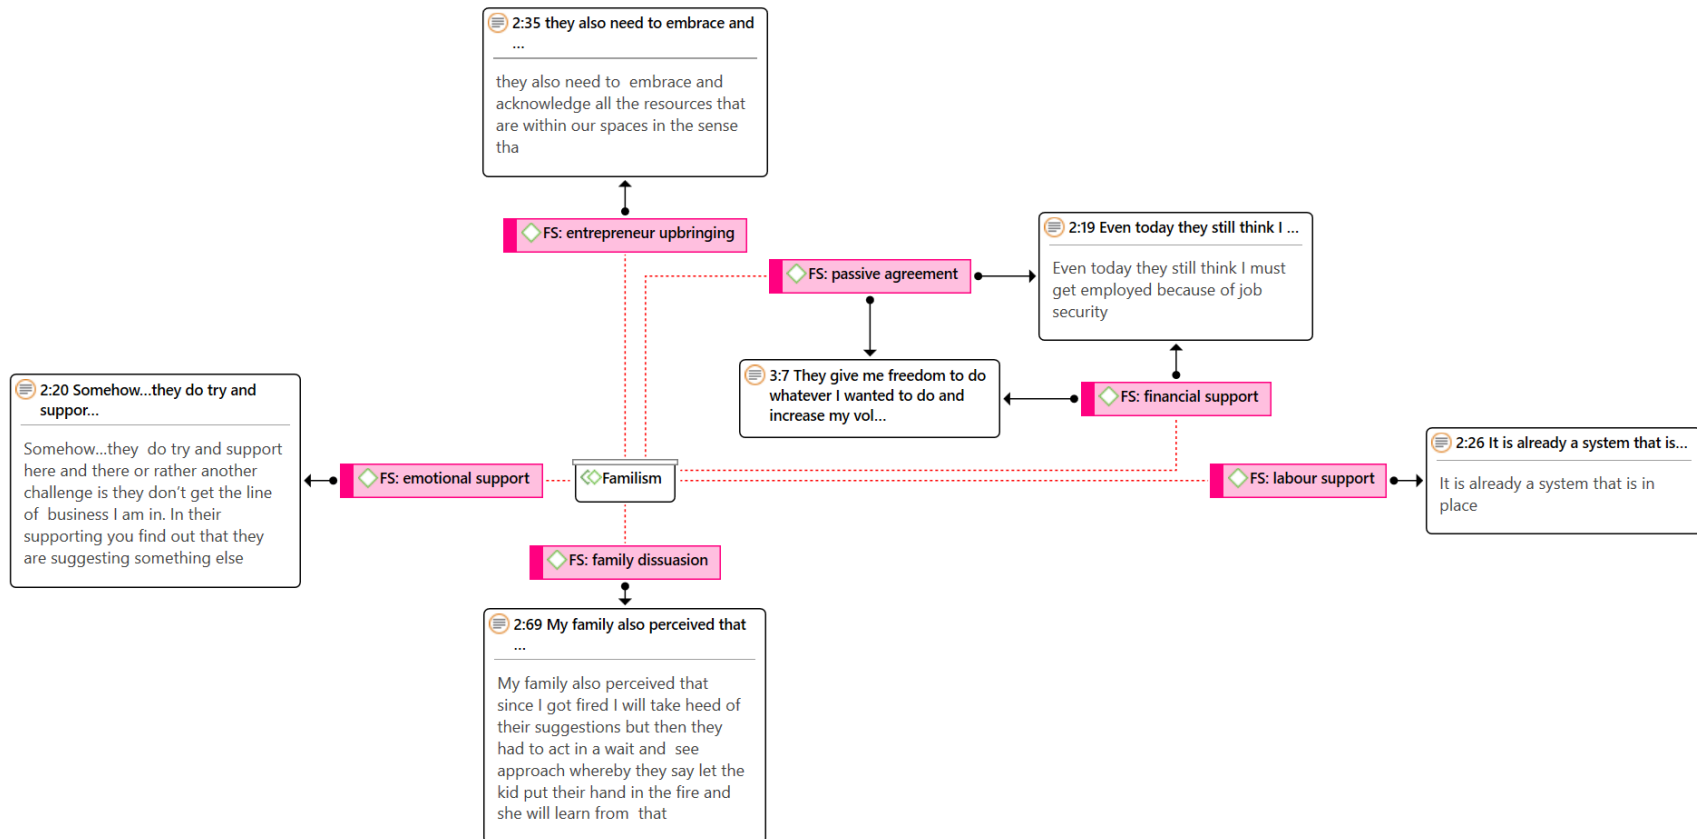 2:35 they also need to embrace and
...
they also need to  embrace and
acknowledge all the resources that
are within our spaces in the sense
tha
FS: entrepreneur upbringing
FS: passive agreement
2:19 Even today they still think I ...
Even today they still think I must
get employed because of job
security
3:7 They give me freedom to do
whatever I wanted to do and
increase my vol...
FS: financial support
2:20 Somehow...they do try and
suppor...
Somehow...they  do try and support
here and there or rather another
challenge is they don’t get the line
of  business I am in. In their
supporting you find out that they
are suggesting something else
FS: emotional support
Familism
FS: labour support
2:26 It is already a system that is...
It is already a system that is in
place
FS: family dissuasion
2:69 My family also perceived that
...
My family also perceived that
since I got fired I will take heed of
their suggestions but then they
had to act in a wait and  see
approach whereby they say let the
kid put their hand in the fire and
she will learn from  that